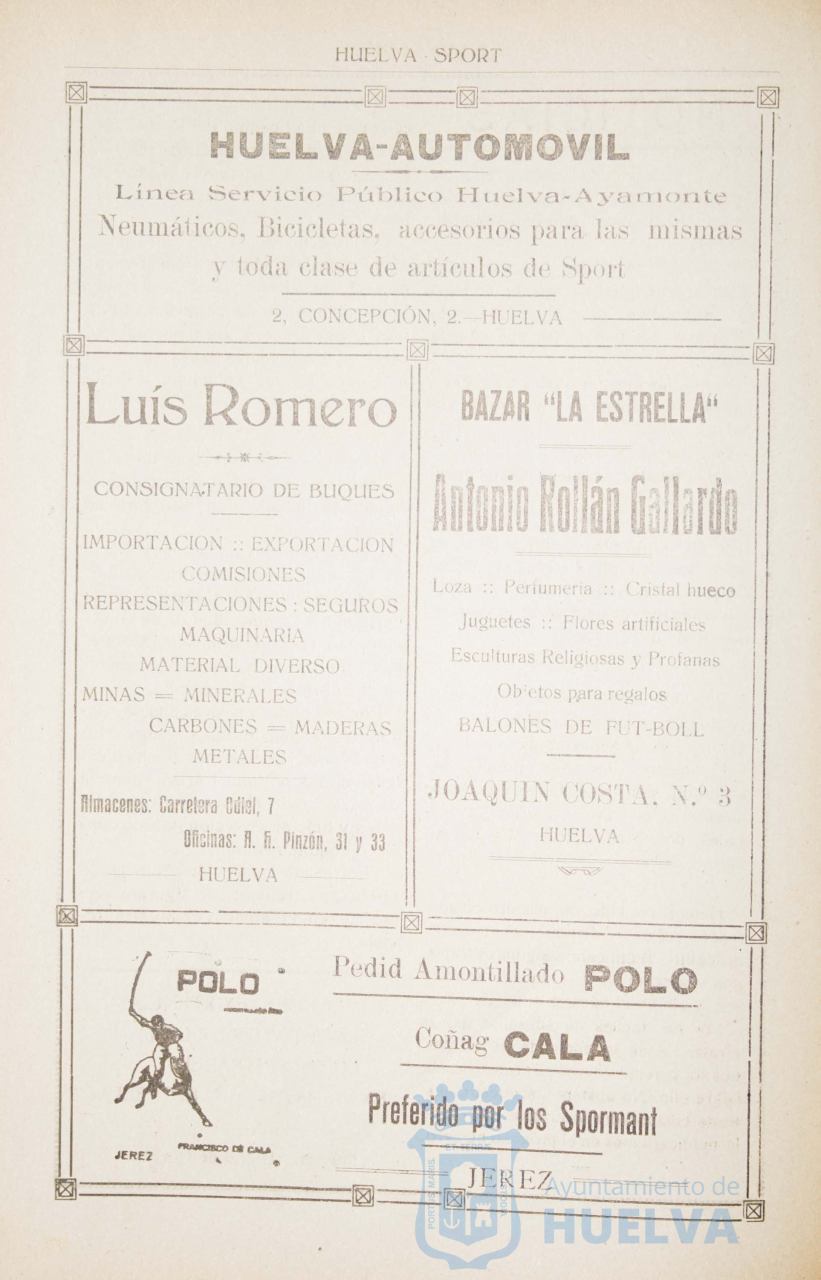 HUELVA - SPORT
HUELVA-AUTOMOVIL
Línea Servicio Público Huelva-Ayamonte
Neumáticos, Bicicletas, accesorios para las mismas
y toda clase de artículos de Sport
2, CONCEPCIÓN, 2.—HUELVA
Luís Romero
CONSIGNATARIO DE BUQUES
IMPORTACION :: EXPORTACION
COMISIONES
REPRESENTACIONES : SEGUROS
MAQUINARIA
MATERIAL DIVERSO
MINAS = MINERALES
CARBONES = MADERAS
METALES
Almacenes: Carretera Odiel, 7
Oficinas: A. H. Pinzón, 31 y 33
HUELVA
BAZAR “LA ESTRELLA“
Antonio Rollán Gallardo
Loza :: Perfumeria :: Cristal hueco
Juguetes :: Flores artificiales
Esculturas Religiosas y Profanas
Objetos para regalos
BALONES DE FUT-BOLL
JOAQUIN COSTA, N.º 3
HUELVA
POLO
JEREZ
FRANCISCO DE CALA
Pedid Amontillado POLO
Coñag CALA
Preferido por los Spormant
JEREZ
Ayuntamiento de
HUELVA